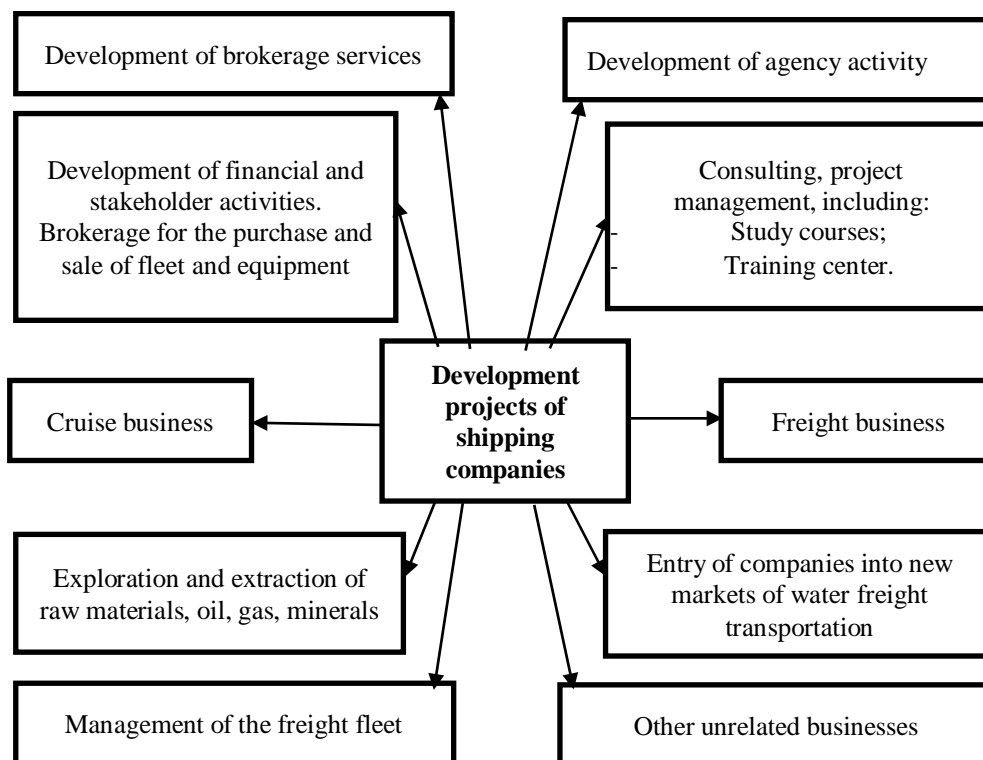 Development of brokerage services
Development of agency activity
Development of financial and
stakeholder activities.
Brokerage for the purchase and
sale of fleet and equipment
Consulting, project
management, including:
- Study courses;
- Training center.
Development
projects of
shipping
companies
Cruise business
Freight business
Exploration and extraction of
raw materials, oil, gas, minerals
Entry of companies into new
markets of water freight
transportation
Management of the freight fleet
Other unrelated businesses